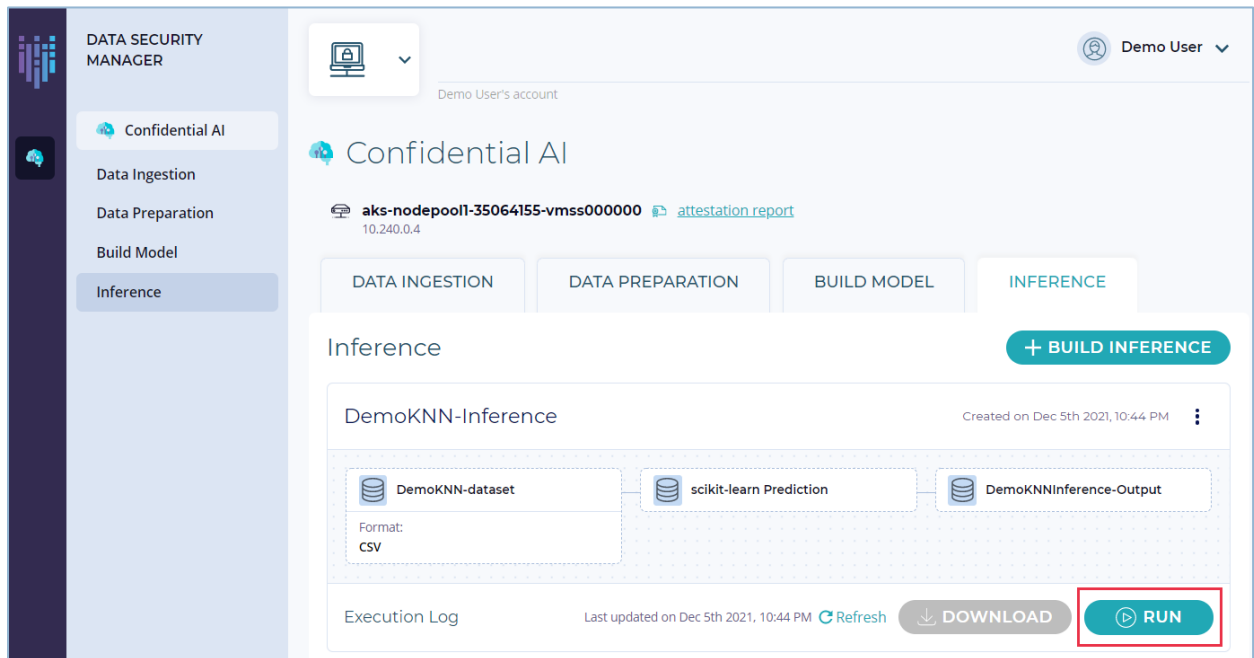 DATA SECURITY
MANAGER
Confidential AI
Data Ingestion
Data Preparation
Build Model
Inference
Demo User
Demo User's account
Confidential AI
aks-nodepool1-35064155-vmss000000 attestation report
10.240.0.4
DATA INGESTION DATA PREPARATION BUILD MODEL INFERENCE
Inference + BUILD INFERENCE
DemoKNN-Inference Created on Dec 5th 2021, 10:44 PM
DemoKNN-dataset scikit-learn Prediction DemoKNNInference-Output
Format:
CSV
Execution Log Last updated on Dec 5th 2021, 10:44 PM Refresh DOWNLOAD RUN